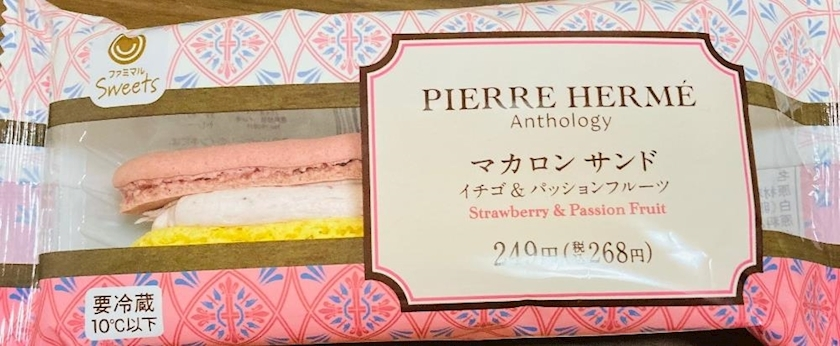 ファミマル
Sweets
PIERRE HERMÉ
Anthology
マカロン サンド
イチゴ & パッションフルーツ
Strawberry & Passion Fruit
249円(税込268円)
要冷蔵
10℃以下